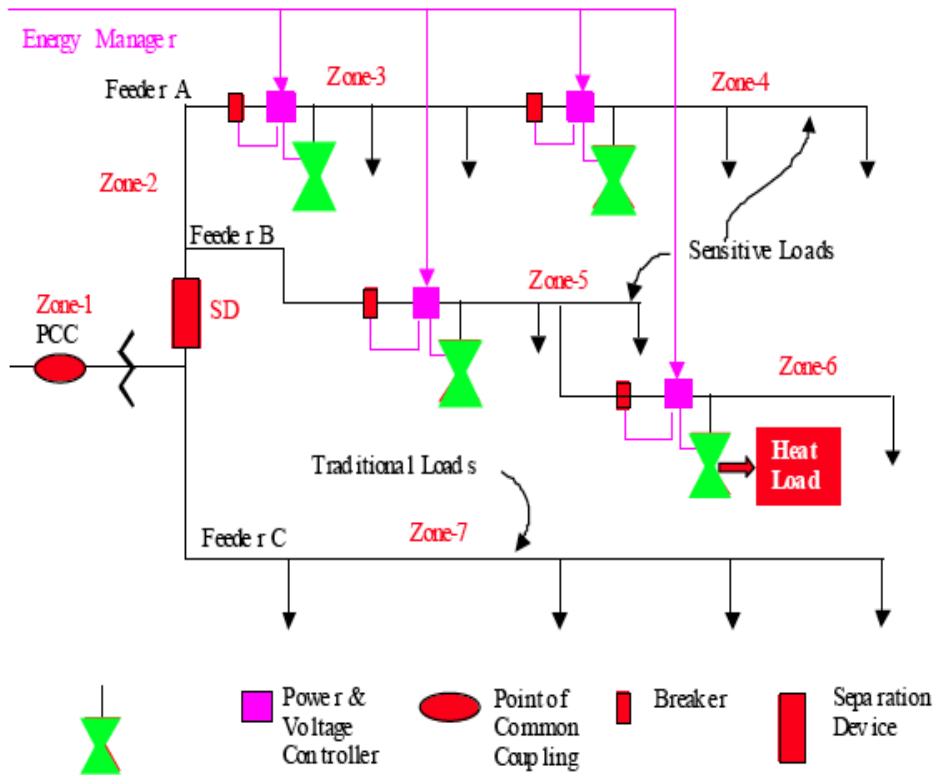 Energy Manager
Zone-3
Zone-4
Feeder A
Zone-2
Feeder B
Sensitive Loads
Zone-5
Zone-1
PCC
SD
Zone-6
Heat
Load
Traditional Loads
Feeder C
Zone-7
Power &
Voltage
Controller
Point of
Common
Coupling
Breaker
Separation
Device